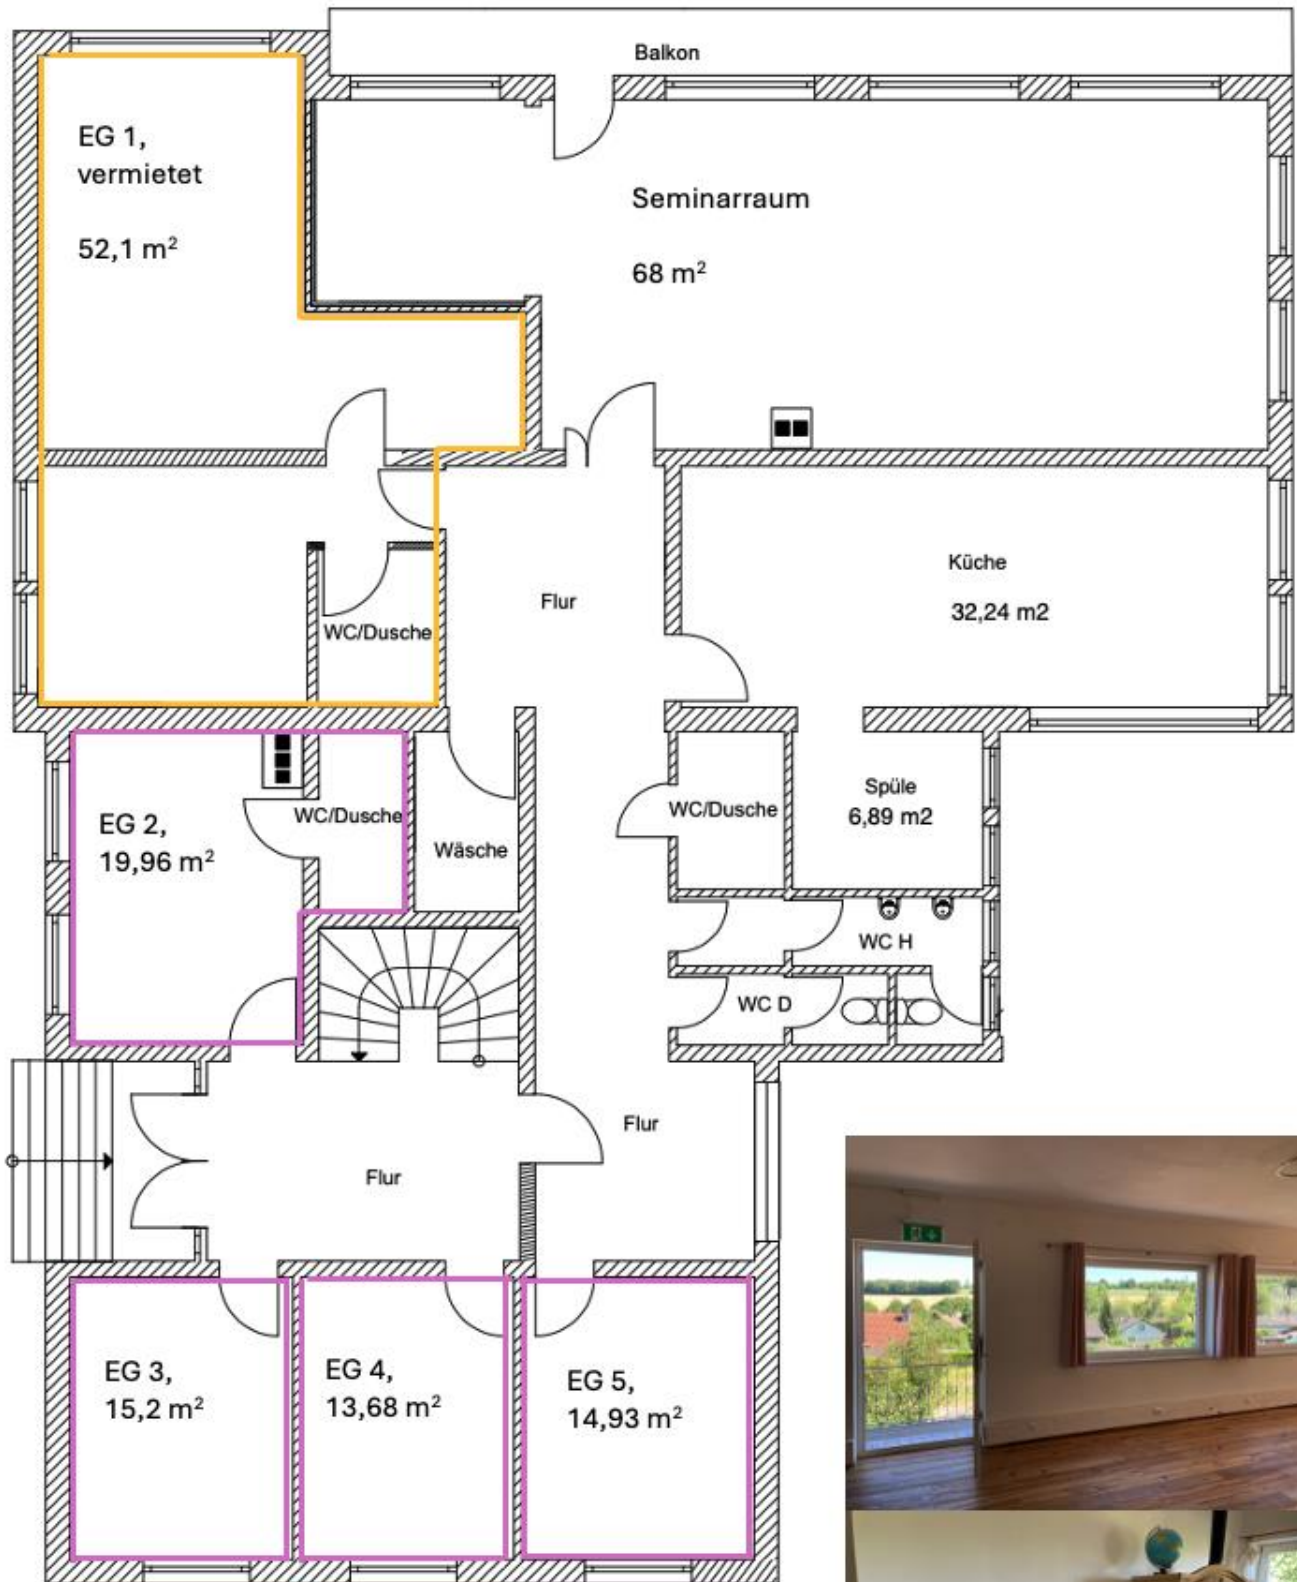 Balkon
EG 1,
vermietet
52,1 m²
Seminarraum
68 m²
Küche
32,24 m2
Flur
WC/Dusche
EG 2,
19,96 m²
WC/Dusche
Wäsche
WC/Dusche
Spüle
6,89 m2
WC H
WC D
Flur
Flur
EG 3,
15,2 m²
EG 4,
13,68 m²
EG 5,
14,93 m²